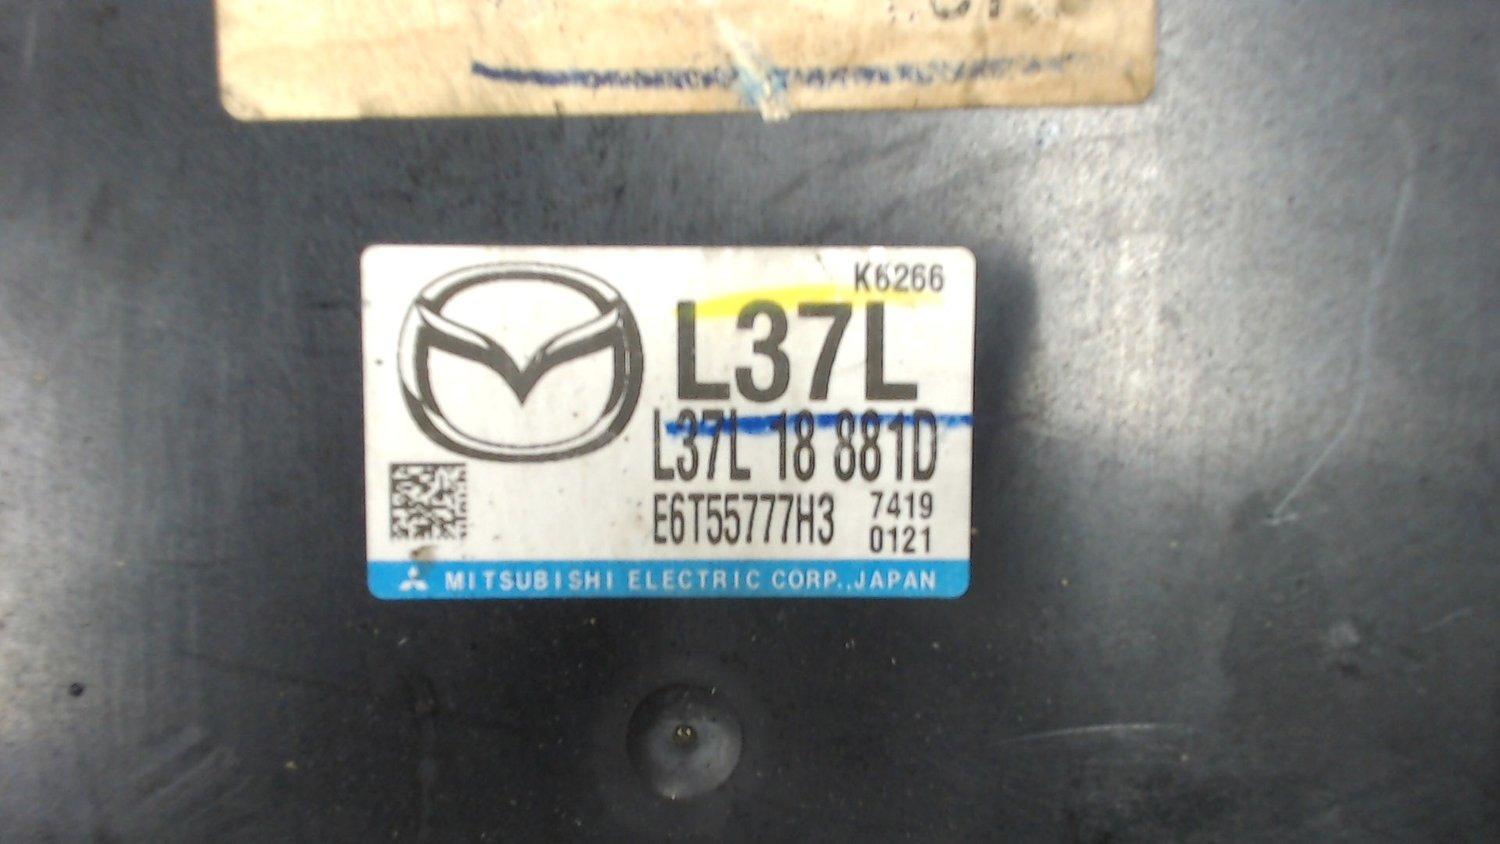 K6266
L37L
L37L 18 881D
E6T55777H3 7419
0121
MITSUBISHI ELECTRIC CORP., JAPAN